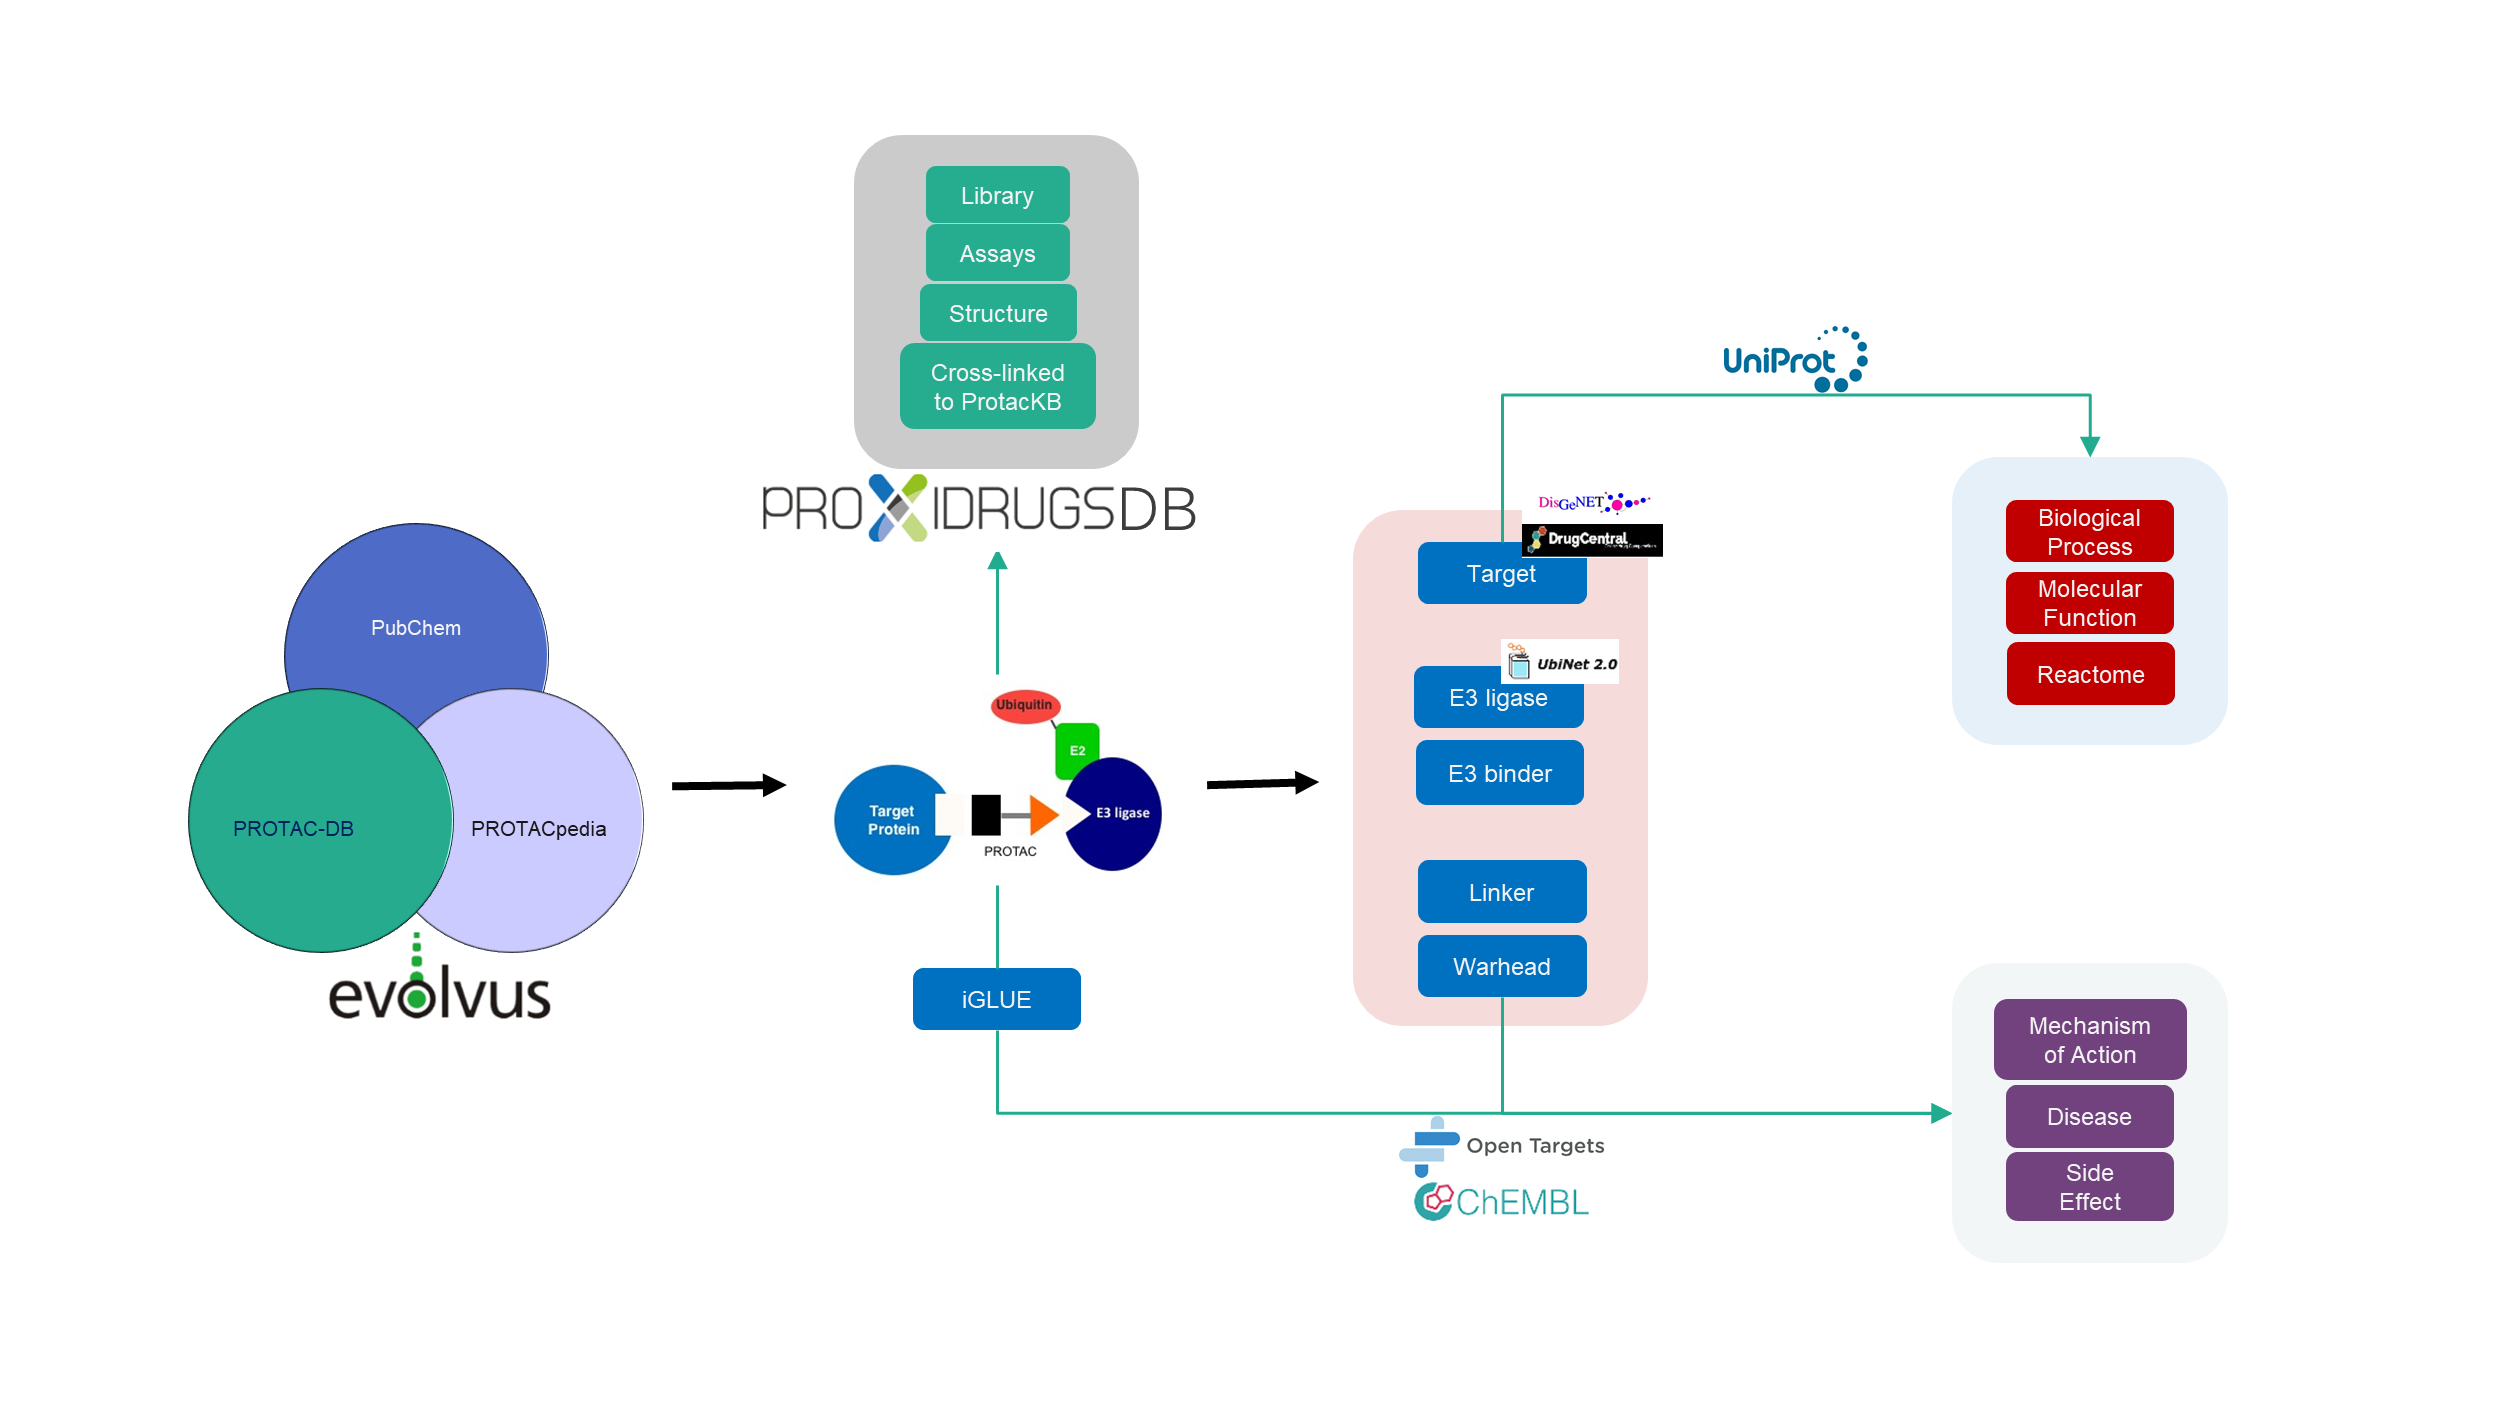 Library
Assays
Structure
Cross-linked
to ProtacKB
PROXIDRUGSDB
PubChem
PROTAC-DB
PROTACpedia
evolvus
Ubiquitin
E2
Target
Protein
E3 ligase
PROTAC
iGLUE
DisGeNET
DrugCentral
Target
UbiNet 2.0
E3 ligase
E3 binder
Linker
Warhead
UniProt
Biological
Process
Molecular
Function
Reactome
Open Targets
ChEMBL
Mechanism
of Action
Disease
Side
Effect